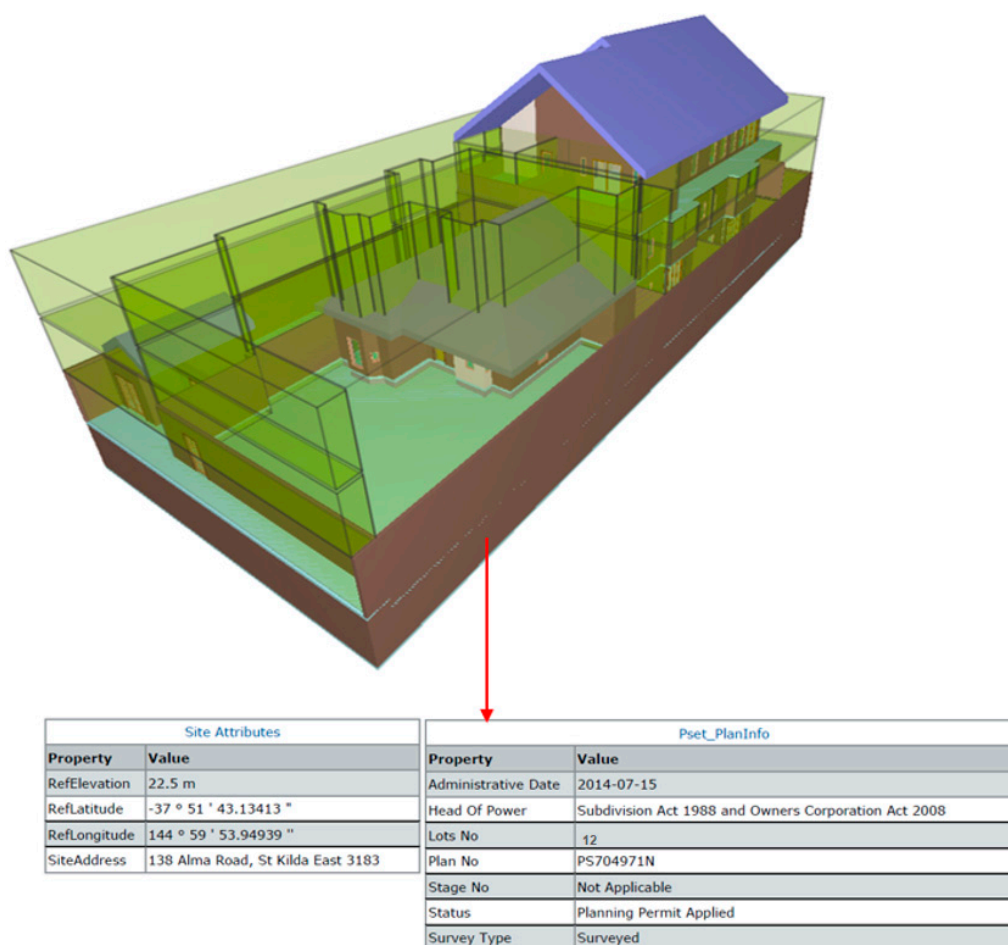 Site Attributes
Property Value
RefElevation 22.5 m
RefLatitude -37 ° 51 ' 43.13413 "
RefLongitude 144 ° 59 ' 53.94939 "
SiteAddress 138 Alma Road, St Kilda East 3183
Pset_PlanInfo
Property Value
Administrative Date 2014-07-15
Head Of Power Subdivision Act 1988 and Owners Corporation Act 2008
Lots No 12
Plan No PS704971N
Stage No Not Applicable
Status Planning Permit Applied
Survey Type Surveyed